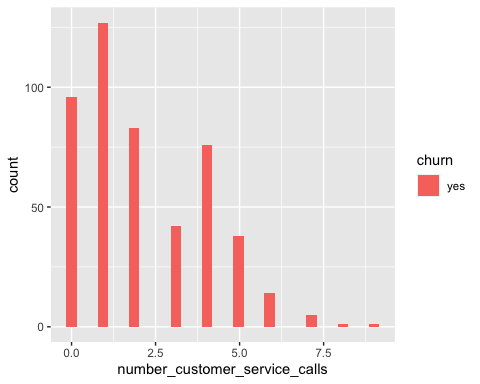 100
50
0
count
0.0
2.5
5.0
7.5
number_customer_service_calls
churn
yes